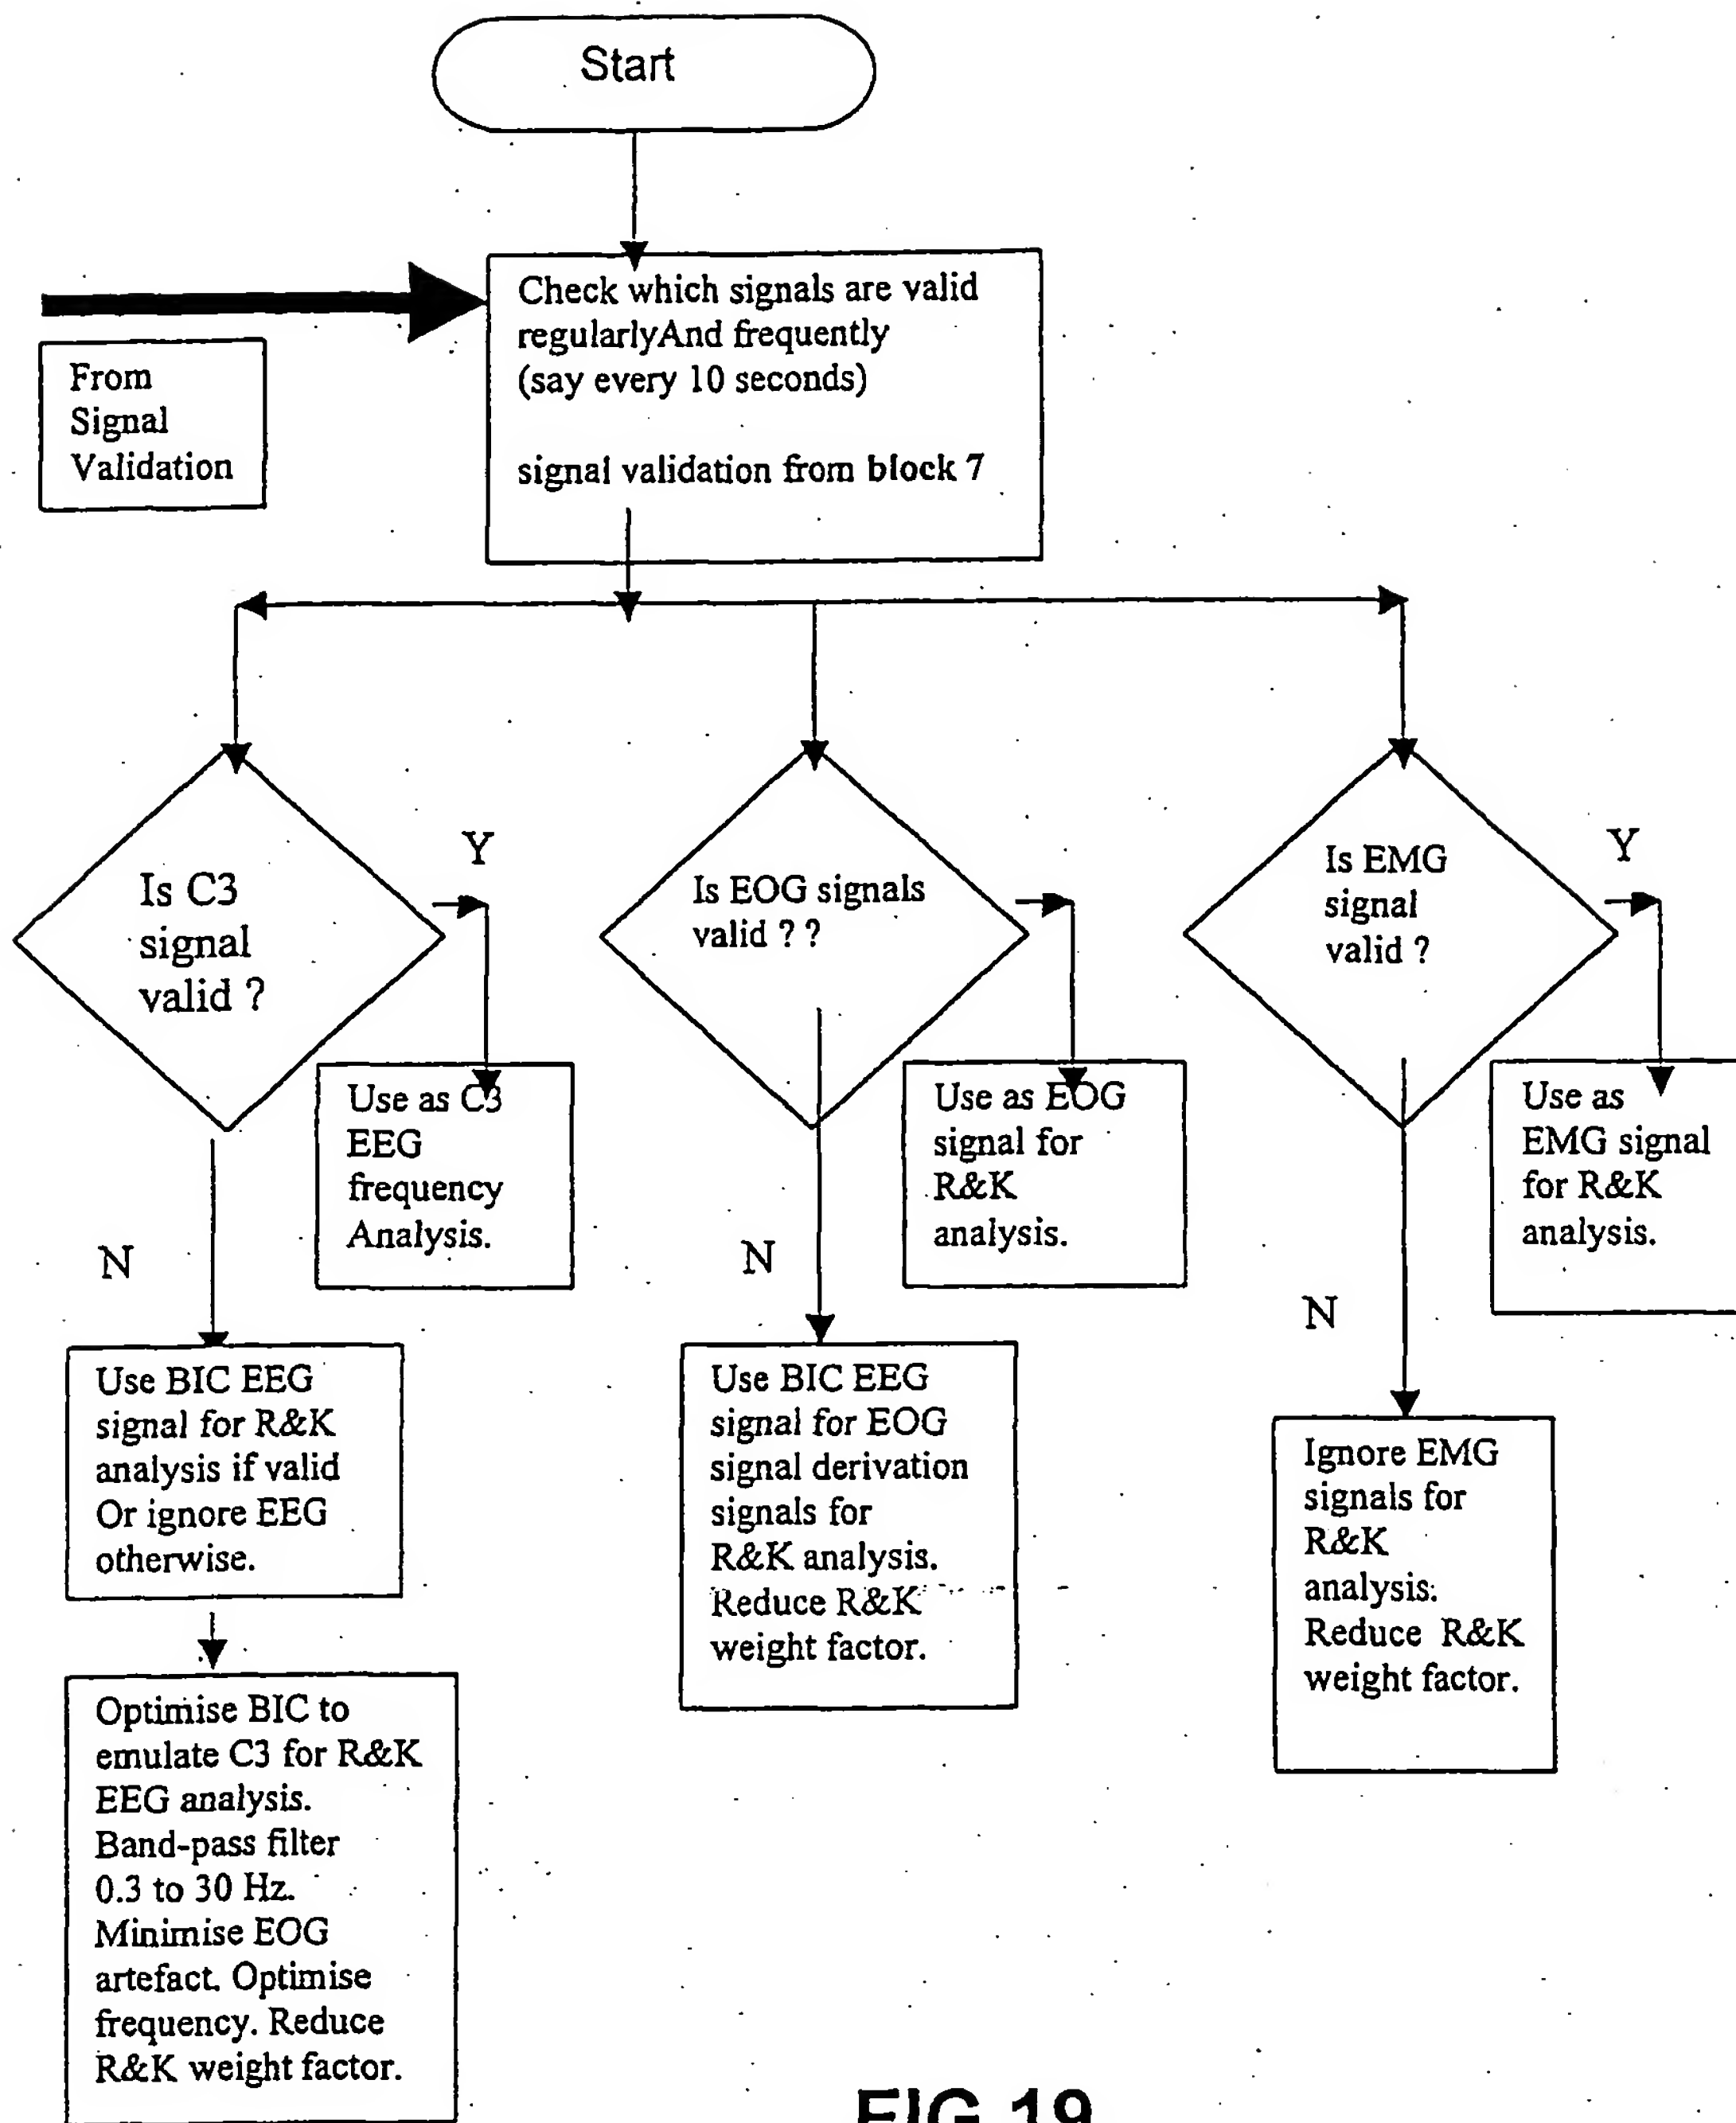 Start
Check which signals are valid
regularlyAnd frequently
(say every 10 seconds)
signal validation from block 7
From
Signal
Validation
Is C3
signal
valid ?
Y
Use as C3
EEG
frequency
Analysis.
N
Use BIC EEG
signal for R&K
analysis if valid
Or ignore EEG
otherwise.
Optimise BIC to
emulate C3 for R&K
EEG analysis.
Band-pass filter
0.3 to 30 Hz.
Minimise EOG
artefact. Optimise
frequency. Reduce
R&K weight factor.
Is EOG signals
valid ? ?
Use as EOG
signal for
R&K
analysis.
N
Use BIC EEG
signal for EOG
signal derivation
signals for
R&K analysis.
Reduce R&K
weight factor.
Is EMG
signal
valid ?
Y
Use as
EMG signal
for R&K
analysis.
N
Ignore EMG
signals for
R&K
analysis.
Reduce R&K
weight factor.
FIG 19